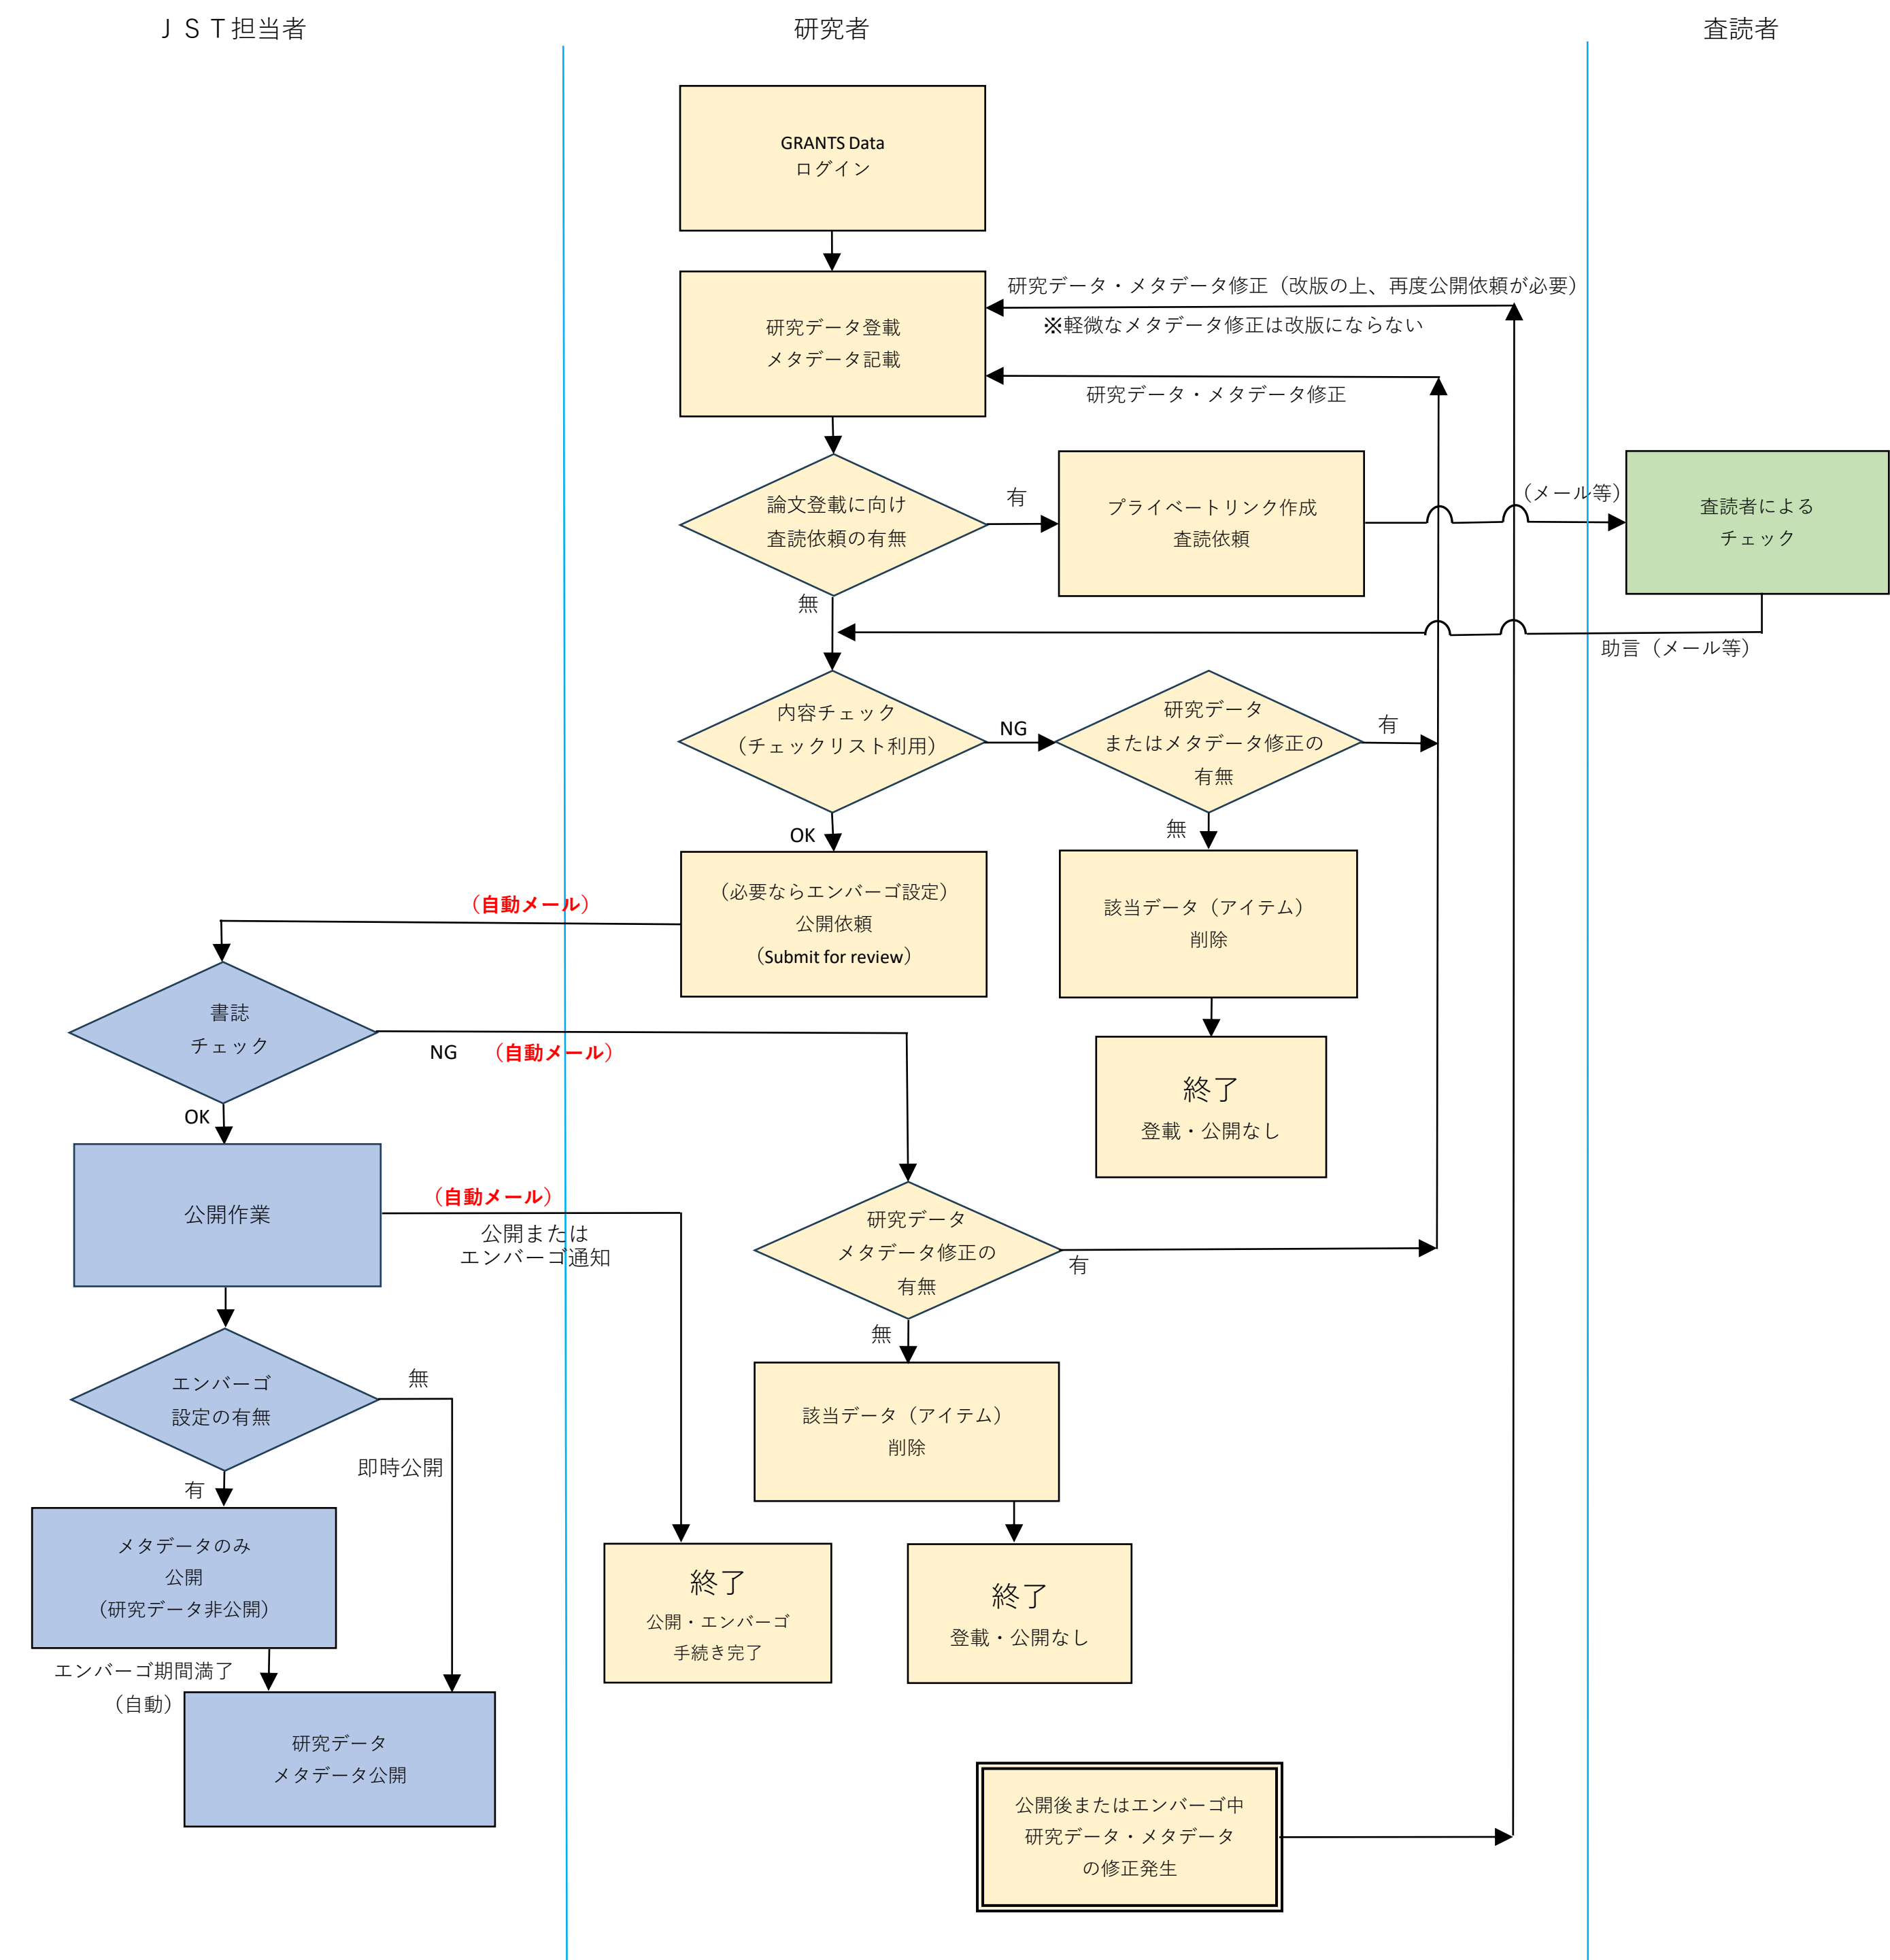 ＪＳＴ担当者
研究者
査読者
GRANTS Data
ログイン
研究データ登載
メタデータ記載
研究データ・メタデータ修正（改版の上、再度公開依頼が必要）
※軽微なメタデータ修正は改版にならない
研究データ・メタデータ修正
論文登載に向け
査読依頼の有無
有
プライベートリンク作成
査読依頼
（メール等）
査読者による
チェック
無
助言（メール等）
内容チェック
（チェックリスト利用）
NG
研究データ
またはメタデータ修正の
有無
有
OK
無
（必要ならエンバーゴ設定）
公開依頼
（Submit for review）
（自動メール）
該当データ（アイテム）
削除
書誌
チェック
NG
（自動メール）
終了
登載・公開なし
OK
公開作業
（自動メール）
公開または
エンバーゴ通知
研究データ
メタデータ修正の
有無
有
無
エンバーゴ
設定の有無
無
即時公開
有
該当データ（アイテム）
削除
メタデータのみ
公開
（研究データ非公開）
終了
公開・エンバーゴ
手続き完了
終了
登載・公開なし
エンバーゴ期間満了
（自動）
研究データ
メタデータ公開
公開後またはエンバーゴ中
研究データ・メタデータ
の修正発生